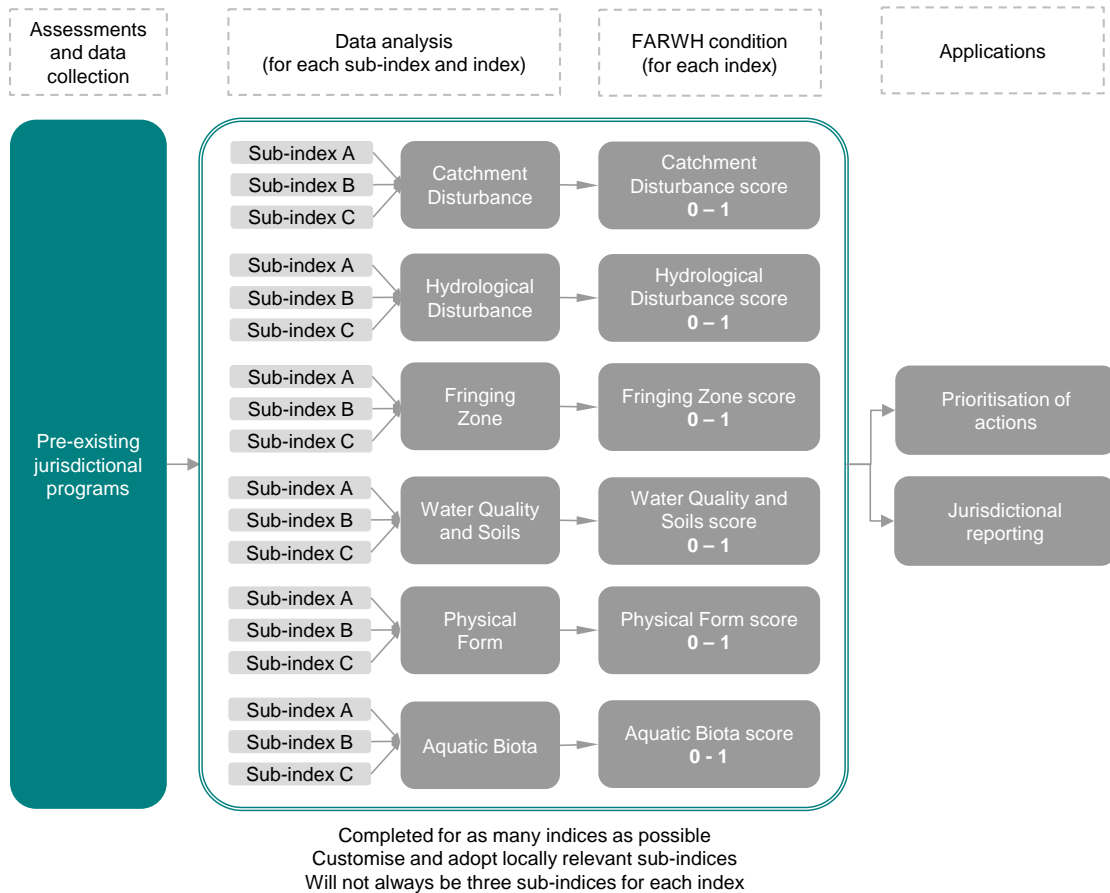 Assessments
and data
collection
Data analysis
(for each sub-index and index)
FARWH condition
(for each index)
Applications
Pre-existing
jurisdictional
programs
Sub-index A
Sub-index B
Sub-index C
Catchment
Disturbance
Catchment
Disturbance score
0 – 1
Sub-index A
Sub-index B
Sub-index C
Hydrological
Disturbance
Hydrological
Disturbance score
0 – 1
Sub-index A
Sub-index B
Sub-index C
Fringing
Zone
Fringing Zone score
0 – 1
Sub-index A
Sub-index B
Sub-index C
Water Quality
and Soils
Water Quality and
Soils score
0 – 1
Sub-index A
Sub-index B
Sub-index C
Physical
Form
Physical Form score
0 – 1
Sub-index A
Sub-index B
Sub-index C
Aquatic Biota
Aquatic Biota score
0 - 1
Prioritisation of
actions
Jurisdictional
reporting
Completed for as many indices as possible
Customise and adopt locally relevant sub-indices
Will not always be three sub-indices for each index